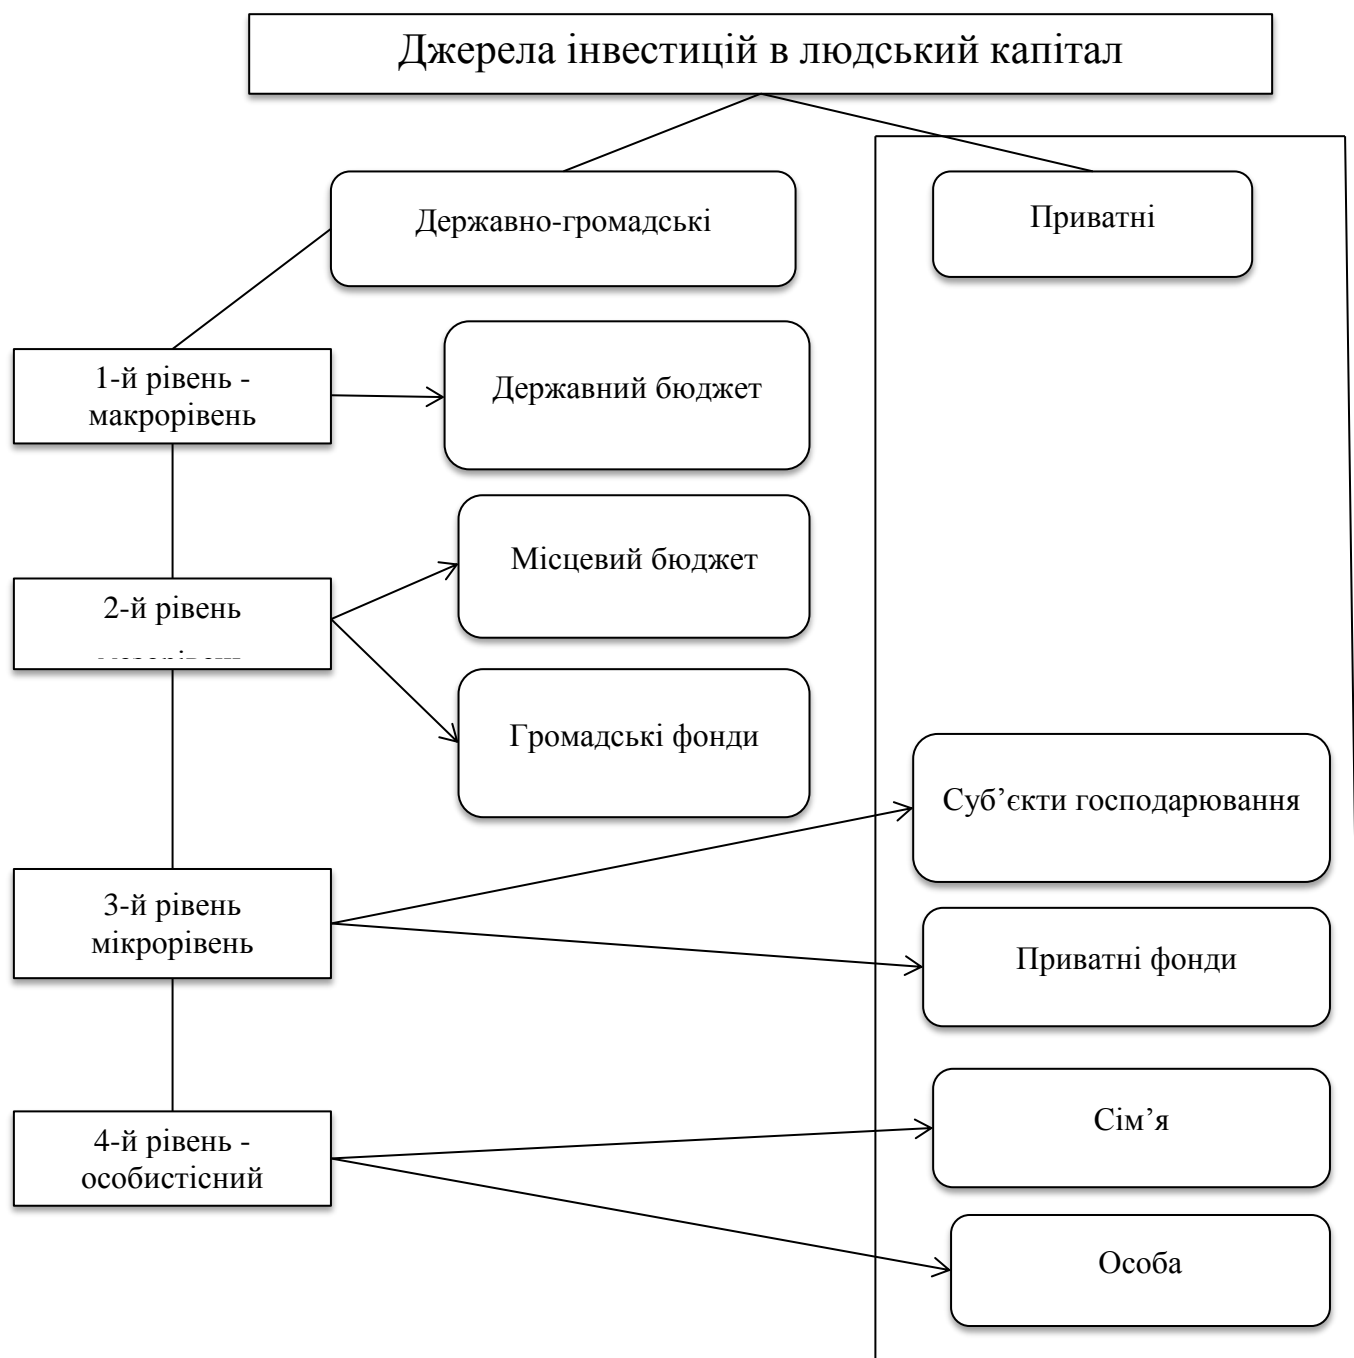 Джерела інвестицій в людський капітал
Державно-громадські
Приватні
1-й рівень -
макрорівень
Державний бюджет
2-й рівень
Місцевий бюджет
Громадські фонди
Суб’єкти господарювання
3-й рівень
мікрорівень
Приватні фонди
4-й рівень -
особистісний
Сім’я
Особа